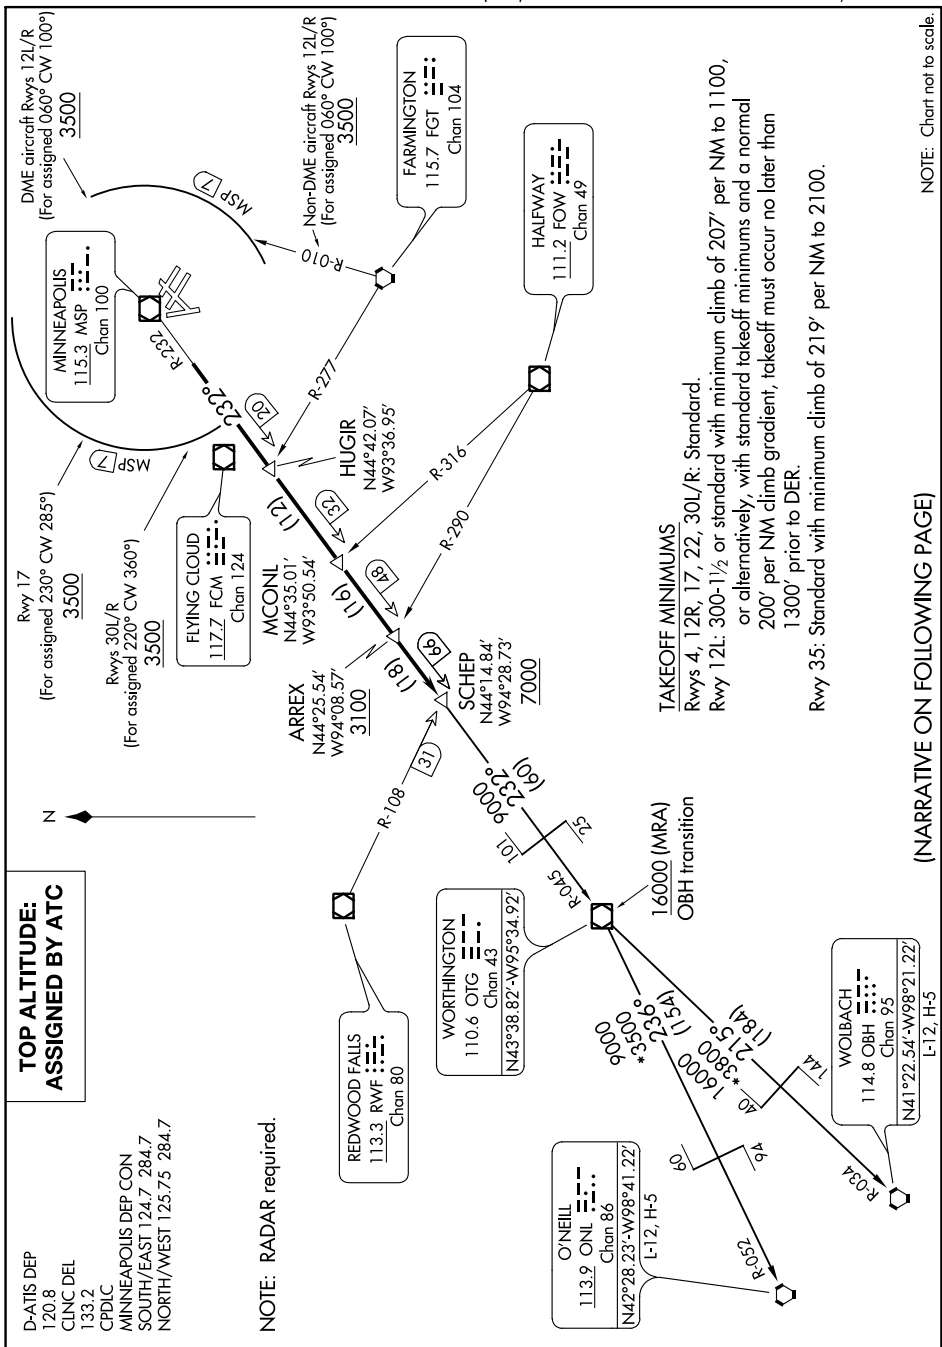 D-ATIS DEP
120.8
CLNC DEL
133.2
CPDLC
MINNEAPOLIS DEP CON
SOUTH/EAST 124.7 284.7
NORTH/WEST 125.75 284.7
NOTE: RADAR required.
TOP ALTITUDE:
ASSIGNED BY ATC
N
Rwy 17
(For assigned 230° CW 285°)
3500
Rwys 30L/R
(For assigned 220° CW 360°)
3500
MSP 7
DME aircraft Rwys 12L/R
(For assigned 060° CW 100°)
3500
MSP 7
Non-DME aircraft Rwys 12L/R
(For assigned 060° CW 100°)
3500
R-010
MINNEAPOLIS
115.3 MSP
Chan 100
R-232
232°
20
FLYING CLOUD
117.7 FCM
Chan 124
FARMINGTON
115.7 FGT
Chan 104
R-277
HUGIR
N44°42.07'
W93°36.95'
(12)
32
MCONL
N44°35.01'
W93°50.54'
HALFWAY
111.2 FOW
Chan 49
R-316
R-290
(16)
48
ARREX
N44°25.54'
W94°08.57'
3100
(18)
66
SCHEP
N44°14.84'
W94°28.73'
7000
REDWOOD FALLS
113.3 RWF
Chan 80
R-108
31
9000
232°
(60)
101
25
R-045
WORTHINGTON
110.6 OTG
Chan 43
N43°38.82'-W95°34.92'
16000 (MRA)
OBH transition
9000
*3500
236°
(154)
60
94
R-052
O'NEILL
113.9 ONL
Chan 86
N42°28.23'-W98°41.22'
L-12, H-5
16000
*3800
215°
(184)
40
144
R-034
WOLBACH
114.8 OBH
Chan 95
N41°22.54'-W98°21.22'
L-12, H-5
TAKEOFF MINIMUMS
Rwys 4, 12R, 17, 22, 30L/R: Standard.
Rwy 12L: 300-1½ or standard with minimum climb of 207' per NM to 1100,
or alternatively, with standard takeoff minimums and a normal
200' per NM climb gradient, takeoff must occur no later than
1300' prior to DER.
Rwy 35: Standard with minimum climb of 219' per NM to 2100.
(NARRATIVE ON FOLLOWING PAGE)
NOTE: Chart not to scale.